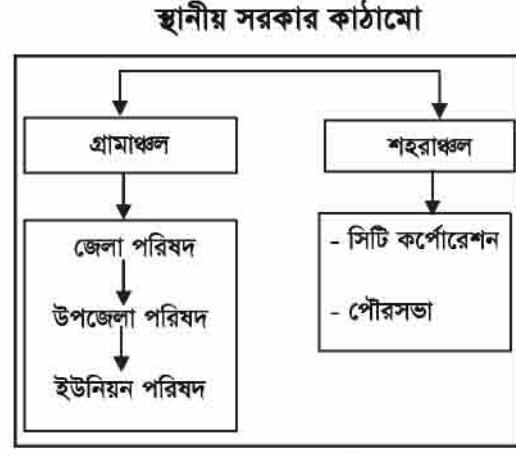 স্থানীয় সরকার কাঠামো
গ্রামাঞ্চল
শহরাঞ্চল
জেলা পরিষদ
উপজেলা পরিষদ
ইউনিয়ন পরিষদ
- সিটি কর্পোরেশন
- পৌরসভা